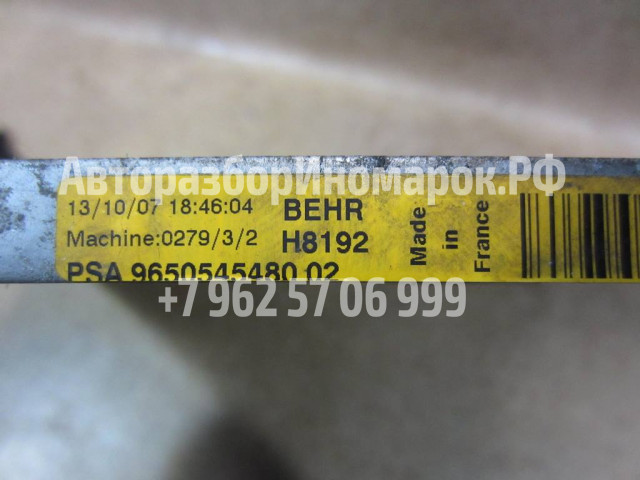 АвторазборИномарок.РФ
13/10/07 18:46:04 BEHR
Machine:0279/3/2 H8192
PSA 9650545480 02
Made in France
+7 962 57 06 999